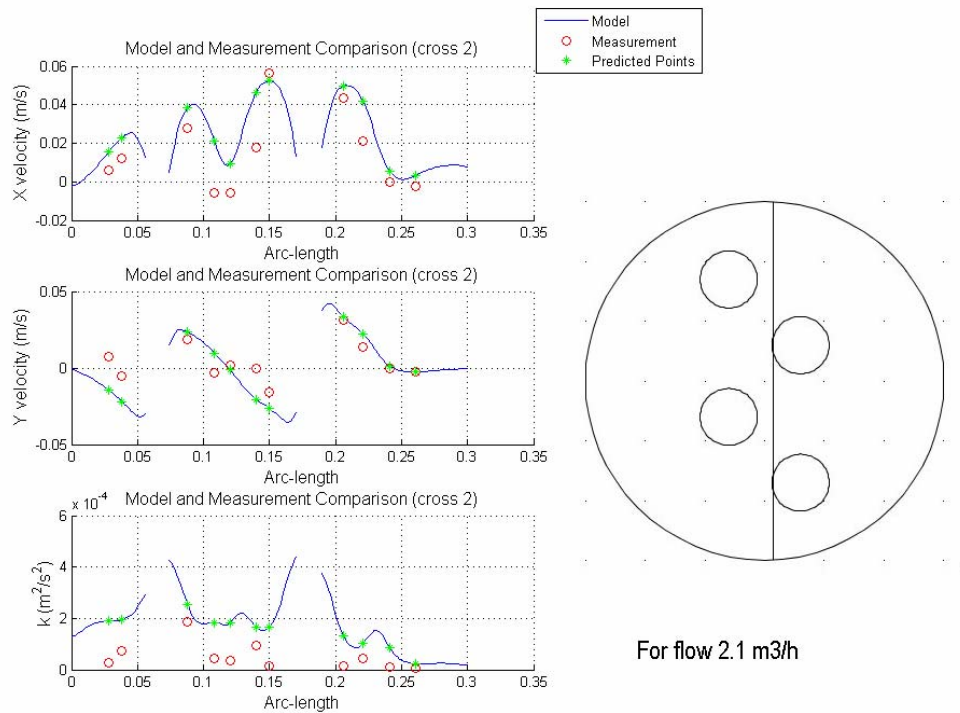 Model
Measurement
Predicted Points
Model and Measurement Comparison (cross 2)
X velocity (m/s)
0.06
0.04
0.02
0
-0.02
0 0.05 0.1 0.15 0.2 0.25 0.3 0.35
Arc-length
Model and Measurement Comparison (cross 2)
Y velocity (m/s)
0.05
0
-0.05
0 0.05 0.1 0.15 0.2 0.25 0.3 0.35
Arc-length
x 10⁻⁴
Model and Measurement Comparison (cross 2)
k (m²/s²)
6
4
2
0
0 0.05 0.1 0.15 0.2 0.25 0.3 0.35
Arc-length
For flow 2.1 m3/h